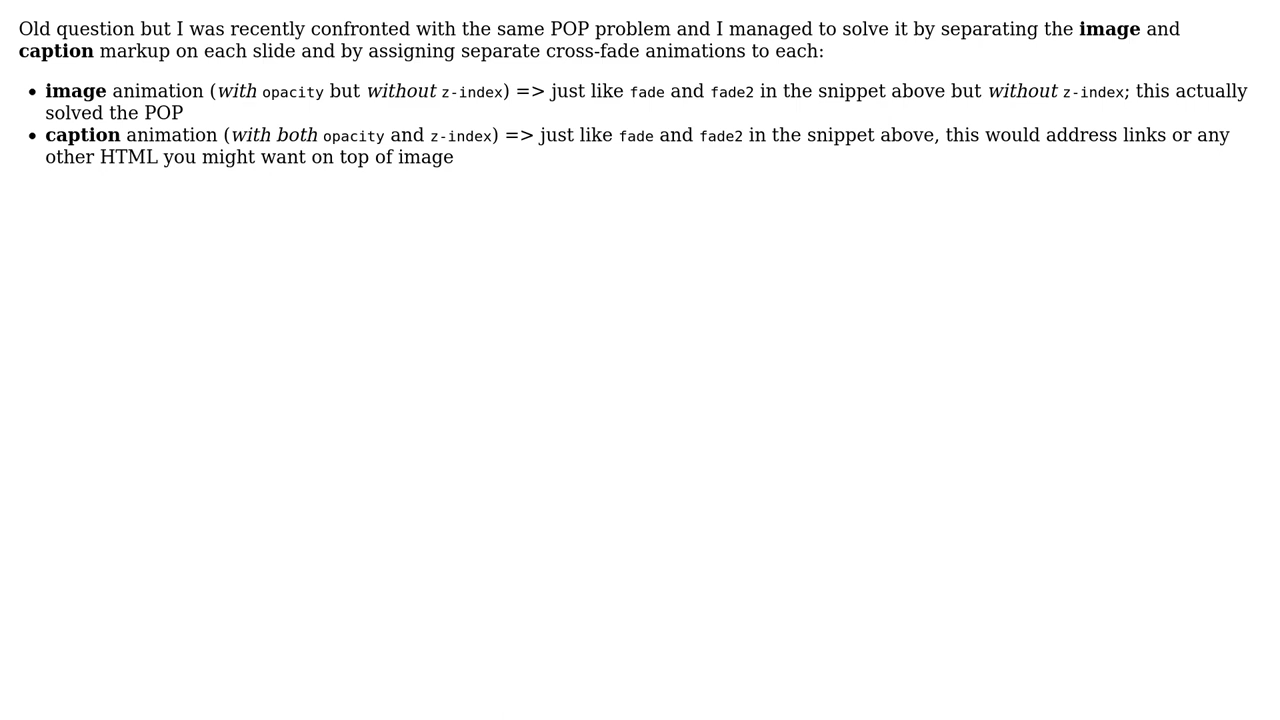 Old question but I was recently confronted with the same POP problem and I managed to solve it by separating the image and
caption markup on each slide and by assigning separate cross-fade animations to each:
• image animation (with opacity but without z-index) => just like fade and fade2 in the snippet above but without z-index; this actually
solved the POP
• caption animation (with both opacity and z-index) => just like fade and fade2 in the snippet above, this would address links or any
other HTML you might want on top of image